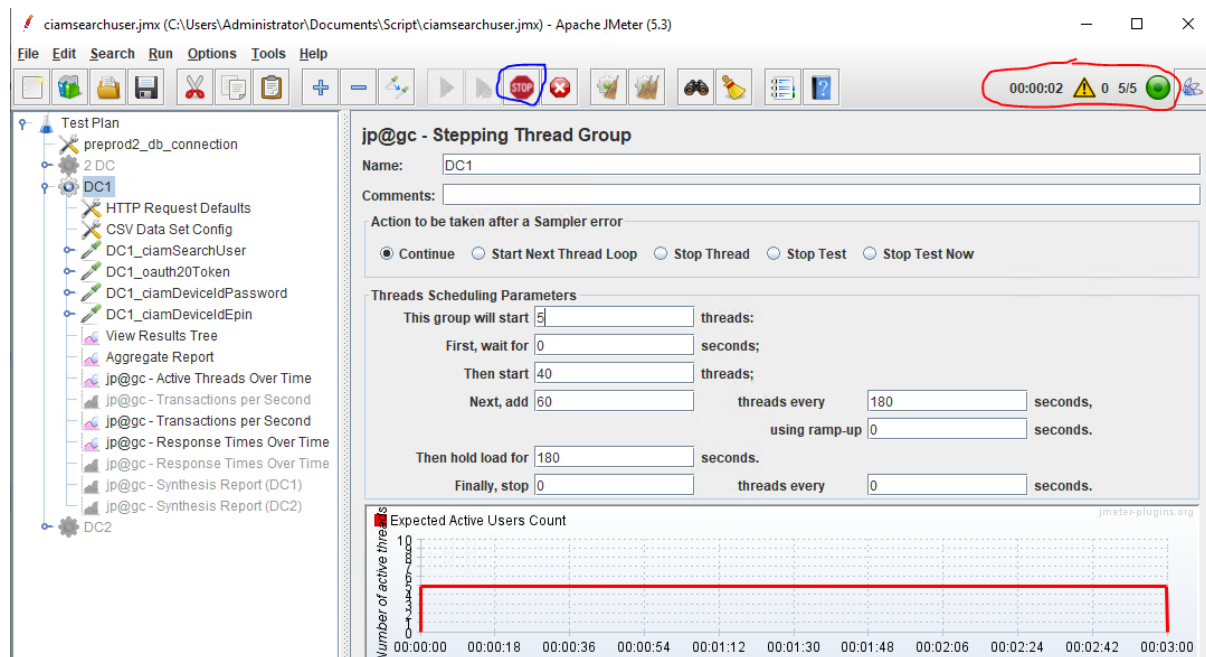 ciamsearchuser.jmx (C:\Users\Administrator\Documents\Script\ciamsearchuser.jmx) - Apache JMeter (5.3)
File Edit Search Run Options Tools Help
STOP
00:00:02 0 5/5
Test Plan
preprod2_db_connection
2 DC
DC1
HTTP Request Defaults
CSV Data Set Config
DC1_ciamSearchUser
DC1_oauth20Token
DC1_ciamDeviceIdPassword
DC1_ciamDeviceIdEpin
View Results Tree
Aggregate Report
jp@gc - Active Threads Over Time
jp@gc - Transactions per Second
jp@gc - Transactions per Second
jp@gc - Response Times Over Time
jp@gc - Response Times Over Time
jp@gc - Synthesis Report (DC1)
jp@gc - Synthesis Report (DC2)
DC2
jp@gc - Stepping Thread Group
Name: DC1
Comments:
Action to be taken after a Sampler error
Continue Start Next Thread Loop Stop Thread Stop Test Stop Test Now
Threads Scheduling Parameters
This group will start 5 threads:
First, wait for 0 seconds;
Then start 40 threads;
Next, add 60 threads every 180 seconds,
using ramp-up 0 seconds.
Then hold load for 180 seconds.
Finally, stop 0 threads every 0 seconds.
Expected Active Users Count
jmeter-plugins.org
Number of active threads
10
9
8
7
6
5
4
3
2
1
0
00:00:00 00:00:18 00:00:36 00:00:54 00:01:12 00:01:30 00:01:48 00:02:06 00:02:24 00:02:42 00:03:00